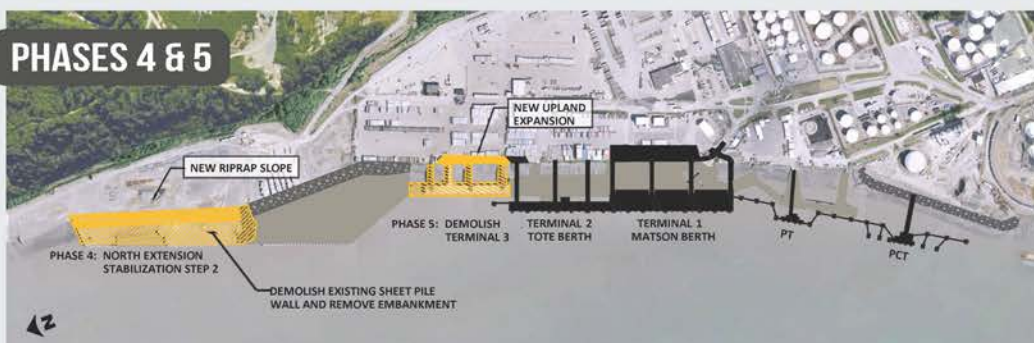 PHASES 4 & 5
NEW UPLAND
EXPANSION
NEW RIPRAP SLOPE
PHASE 5: DEMOLISH
TERMINAL 3
TERMINAL 2
TOTE BERTH
TERMINAL 1
MATSON BERTH
PT
PCT
PHASE 4: NORTH EXTENSION
STABILIZATION STEP 2
DEMOLISH EXISTING SHEET PILE
WALL AND REMOVE EMBANKMENT
N